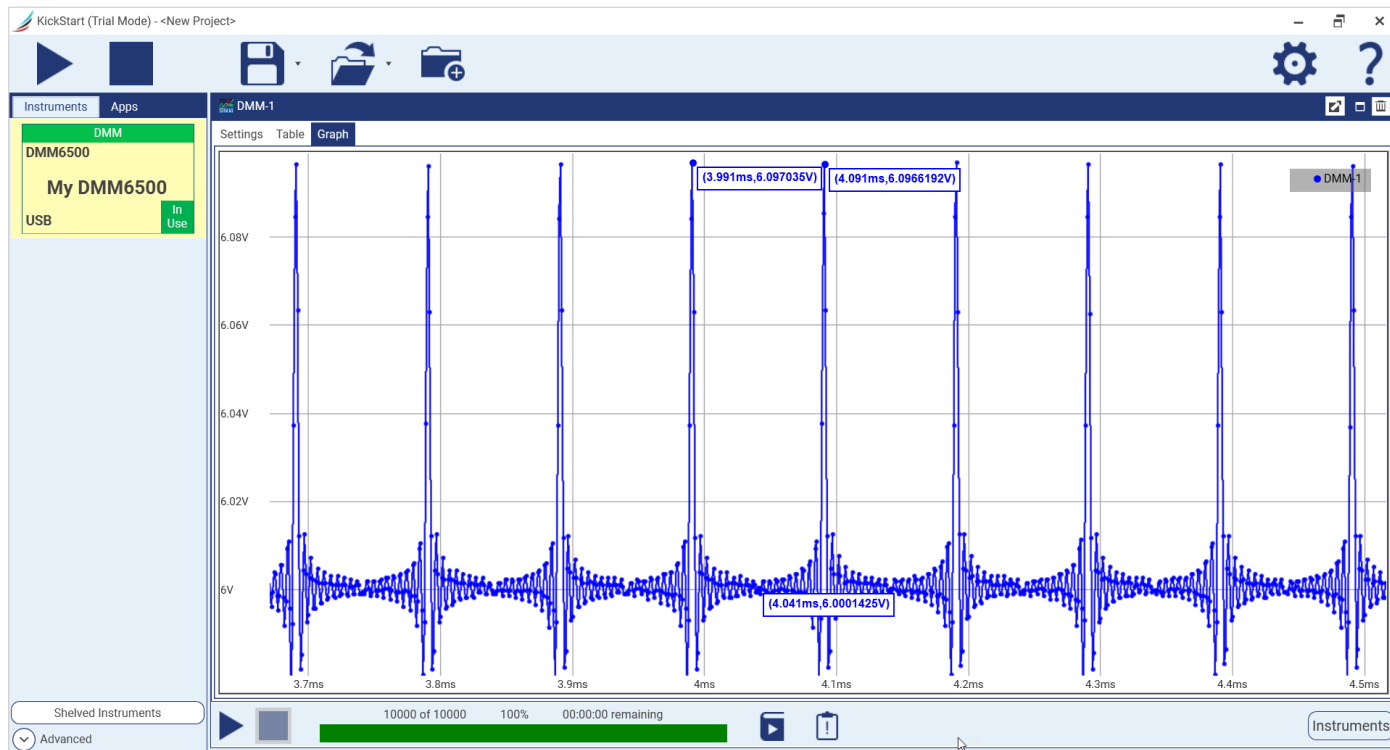 KickStart (Trial Mode) - <New Project>
Instruments Apps
DMM-1
DMM
DMM6500
My DMM6500
USB
In
Use
Settings Table Graph
(3.991ms,6.097035V) (4.091ms,6.0966192V)
DMM-1
6.08V
6.06V
6.04V
6.02V
6V
(4.041ms,6.0001425V)
3.7ms 3.8ms 3.9ms 4ms 4.1ms 4.2ms 4.3ms 4.4ms 4.5ms
Shelved Instruments
Advanced
10000 of 10000 100% 00:00:00 remaining
Instruments